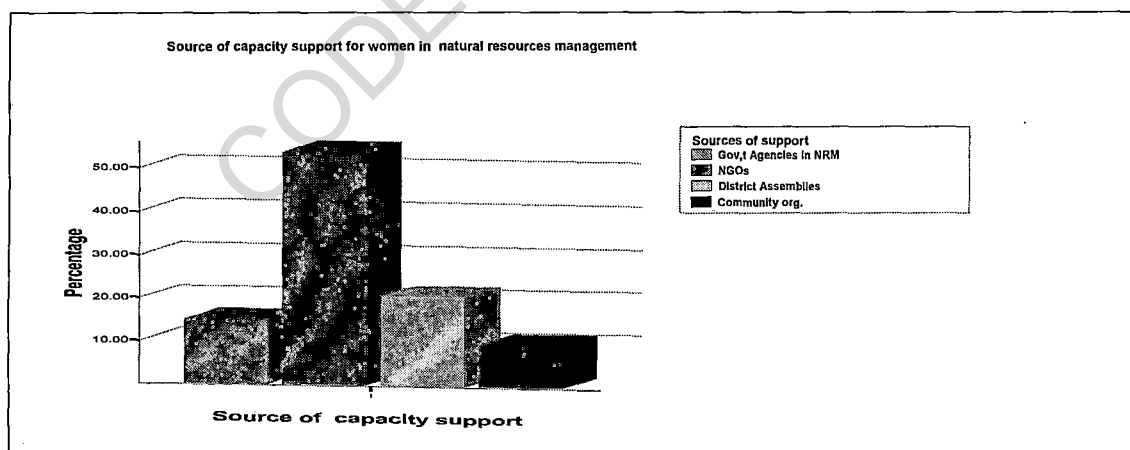 CODE
Source of capacity support for women in natural resources management
Sources of support
Gov,t Agencies in NRM
NGOs
District Assemblies
Community org.
50.00
40.00
30.00
20.00
10.00
Percentage
Source of capacity support